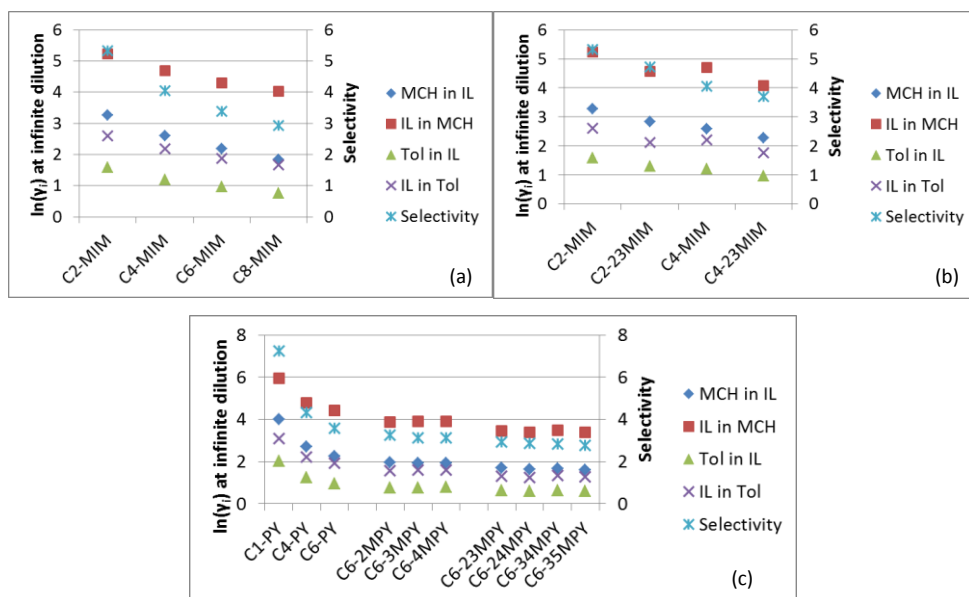 6
5
4
3
2
1
0
ln(γi) at infinite dilution
6
5
4
3
2
1
0
Selectivity
C2-MIM
C4-MIM
C6-MIM
C8-MIM
MCH in IL
IL in MCH
Tol in IL
IL in Tol
Selectivity
(a)
6
5
4
3
2
1
0
ln(γi) at infinite dilution
6
5
4
3
2
1
0
Selectivity
C2-MIM
C2-23MIM
C4-MIM
C4-23MIM
MCH in IL
IL in MCH
Tol in IL
IL in Tol
Selectivity
(b)
8
6
4
2
0
ln(γi) at infinite dilution
8
6
4
2
0
Selectivity
C1-PY
C4-PY
C6-PY
C6-2MPY
C6-3MPY
C6-4MPY
C6-23MPY
C6-24MPY
C6-34MPY
C6-35MPY
MCH in IL
IL in MCH
Tol in IL
IL in Tol
Selectivity
(c)